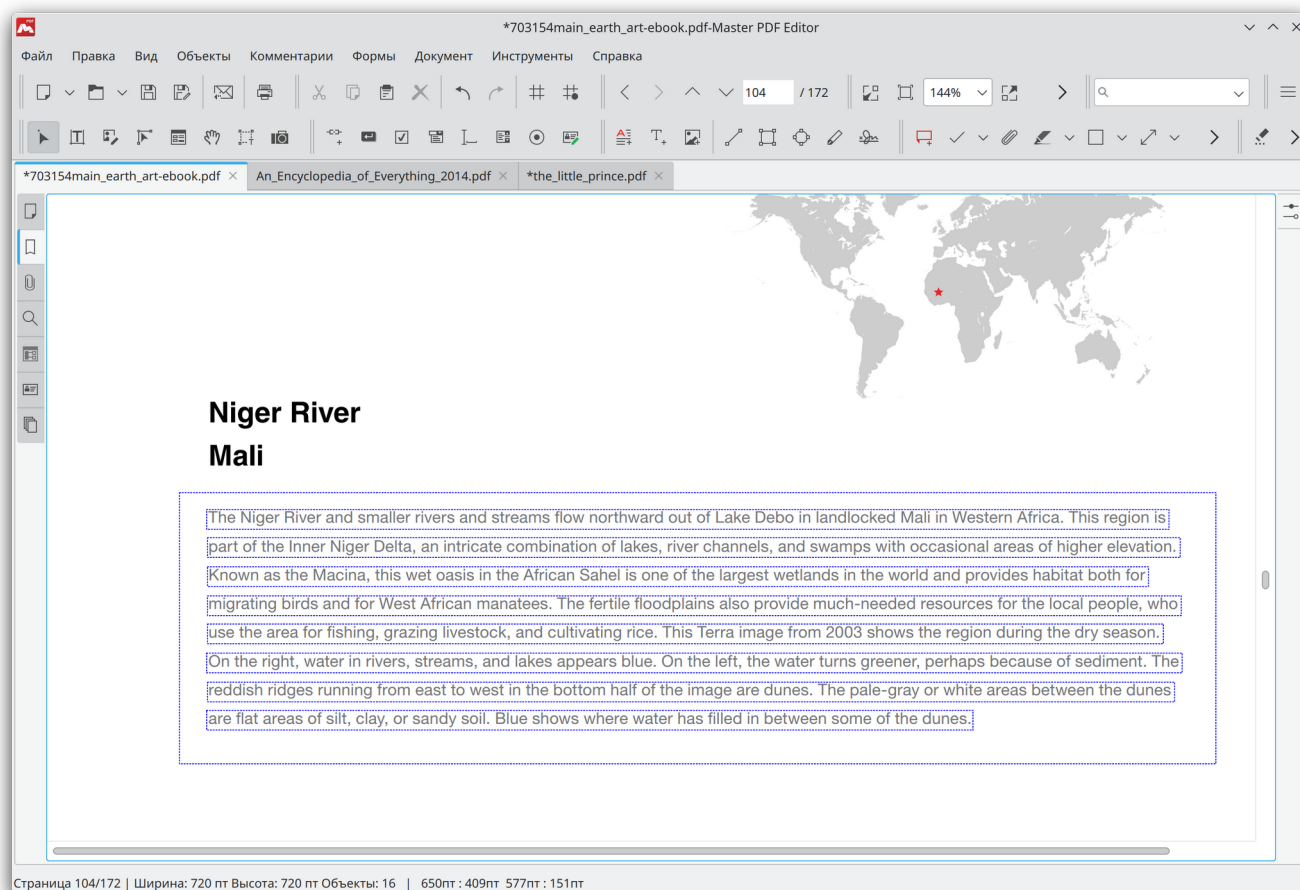 *703154main_earth_art-ebook.pdf-Master PDF Editor
Файл Правка Вид Объекты Комментарии Формы Документ Инструменты Справка
104 / 172 144%
*703154main_earth_art-ebook.pdf An_Encyclopedia_of_Everything_2014.pdf *the_little_prince.pdf
Niger River
Mali
The Niger River and smaller rivers and streams flow northward out of Lake Debo in landlocked Mali in Western Africa. This region is
part of the Inner Niger Delta, an intricate combination of lakes, river channels, and swamps with occasional areas of higher elevation.
Known as the Macina, this wet oasis in the African Sahel is one of the largest wetlands in the world and provides habitat both for
migrating birds and for West African manatees. The fertile floodplains also provide much-needed resources for the local people, who
use the area for fishing, grazing livestock, and cultivating rice. This Terra image from 2003 shows the region during the dry season.
On the right, water in rivers, streams, and lakes appears blue. On the left, the water turns greener, perhaps because of sediment. The
reddish ridges running from east to west in the bottom half of the image are dunes. The pale-gray or white areas between the dunes
are flat areas of silt, clay, or sandy soil. Blue shows where water has filled in between some of the dunes.
Страница 104/172 | Ширина: 720 пт Высота: 720 пт Объекты: 16 | 650пт : 409пт 577пт : 151пт